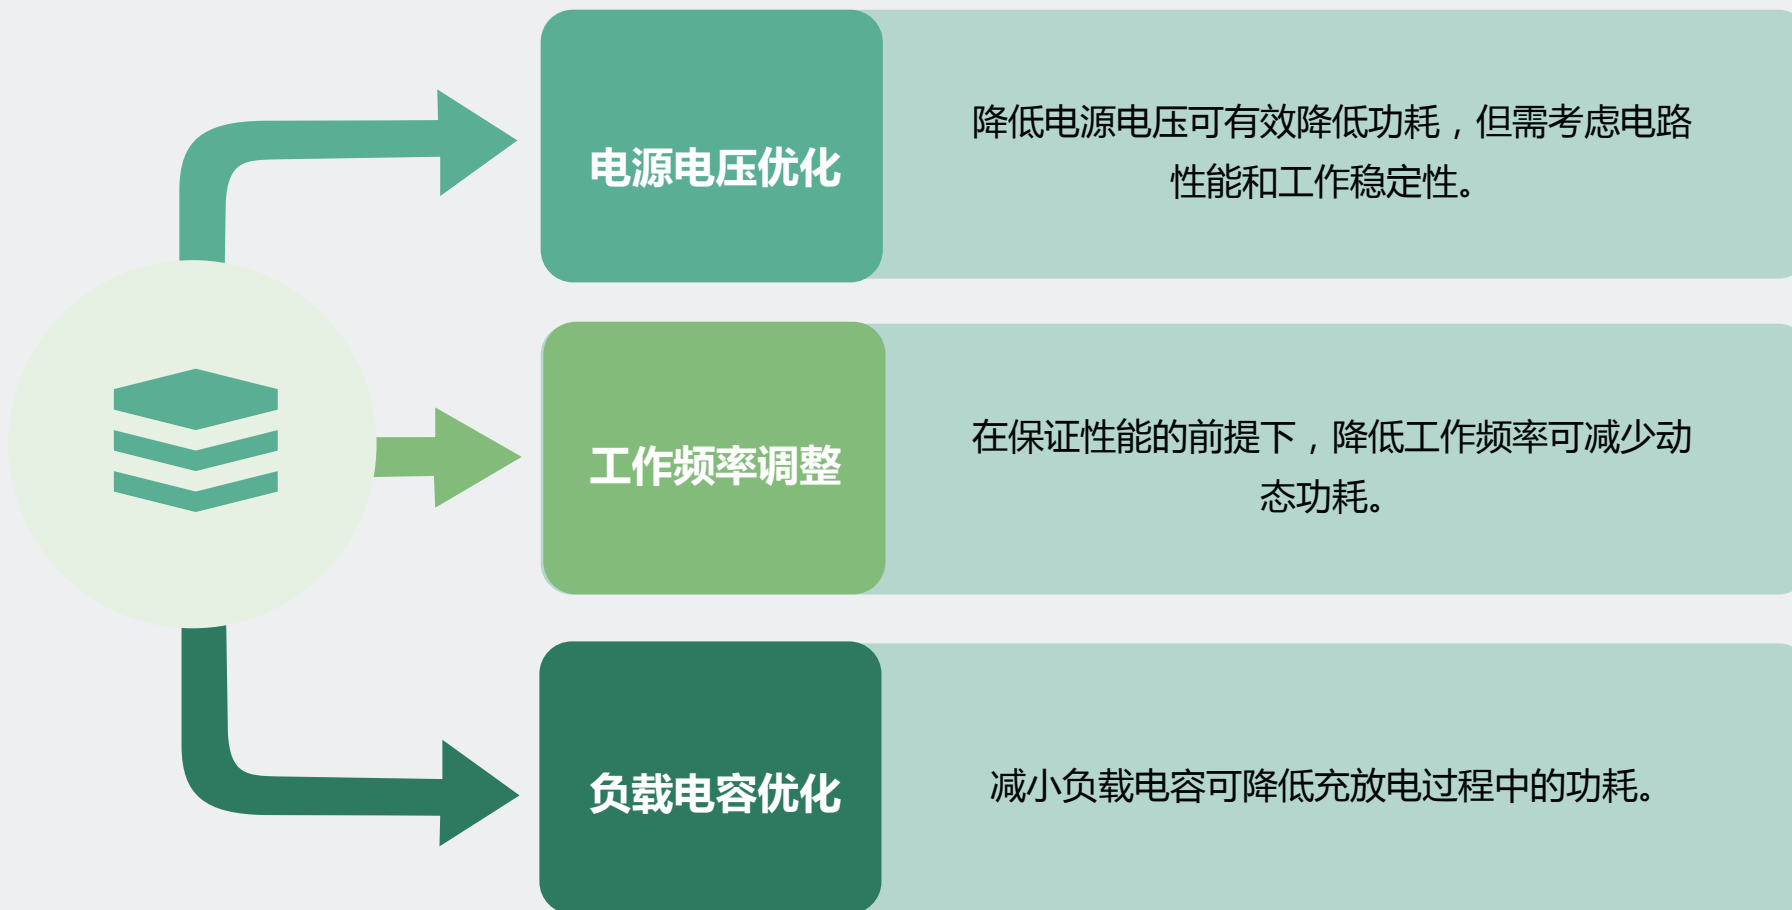 电源电压优化
降低电源电压可有效降低功耗，但需考虑电路
性能和工作稳定性。
工作频率调整
在保证性能的前提下，降低工作频率可减少动
态功耗。
负载电容优化
减小负载电容可降低充放电过程中的功耗。